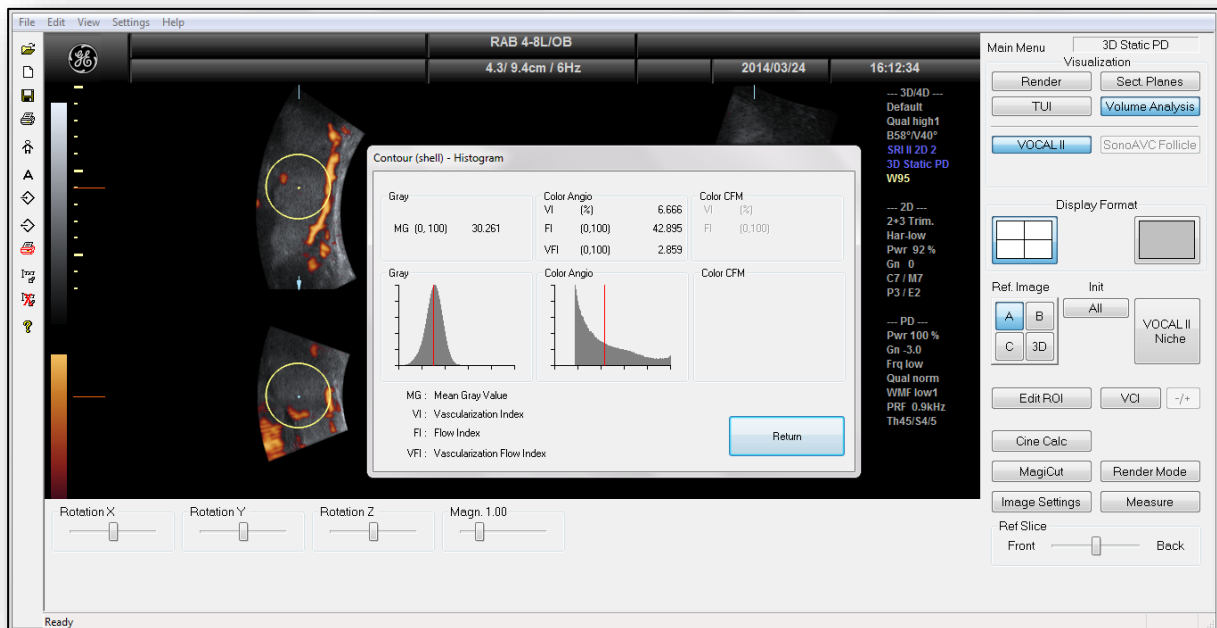 File Edit View Settings Help
RAB 4-8L/OB
4.3/ 9.4cm / 6Hz 2014/03/24 16:12:34
--- 3D/4D ---
Default
Qual high1
B58°/V40°
SRI II 2D 2
3D Static PD
W95
--- 2D ---
2+3 Trim.
Har-low
Pwr 92 %
Gn 0
C7 / M7
P3 / E2
--- PD ---
Pwr 100 %
Gn -3.0
Frq low
Qual norm
WMF low1
PRF 0.9kHz
Th45/S4/5
Contour (shell) - Histogram
Gray
MG (0, 100) 30.261
Color Angio
VI (%) 6.666
FI (0,100) 42.895
VFI (0,100) 2.859
Color CFM
VI (%)
FI (0,100)
Gray
Color Angio
Color CFM
MG : Mean Gray Value
VI : Vascularization Index
FI : Flow Index
VFI : Vascularization Flow Index
Return
Main Menu 3D Static PD
Visualization
Render Sect. Planes
TUI Volume Analysis
VOCAL II SonoAVC Follicle
Display Format
Ref. Image Init
A B All
C 3D
VOCAL II
Niche
Edit ROI VCI -/+
Cine Calc
MagiCut Render Mode
Image Settings Measure
Ref Slice
Front Back
Rotation X Rotation Y Rotation Z Magn. 1.00
Ready